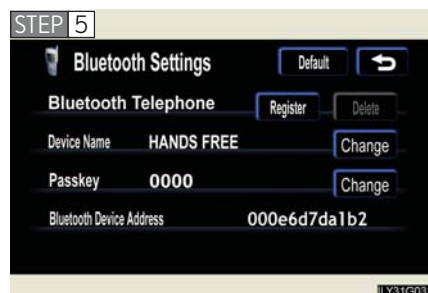 STEP 5
Bluetooth Settings Default
Bluetooth Telephone Register Delete
Device Name HANDS FREE Change
Passkey 0000 Change
Bluetooth Device Address 000e6d7da1b2
ILY31G03